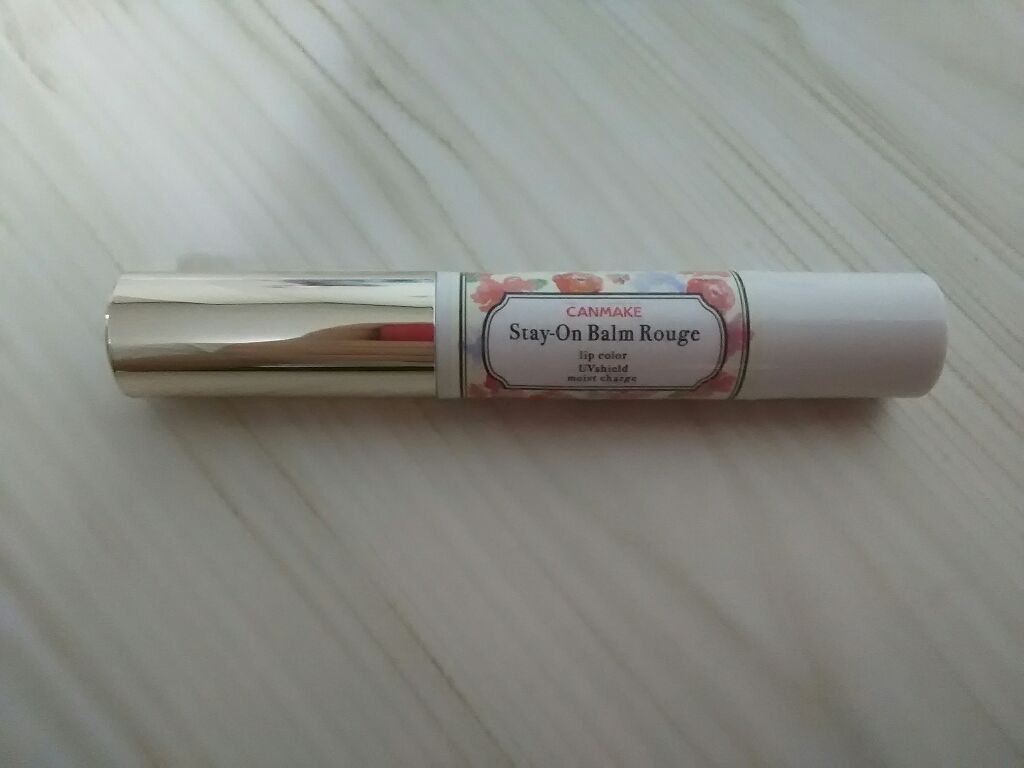 CANMAKE
Stay-On Balm Rouge
lip color
UVshield
moist charge